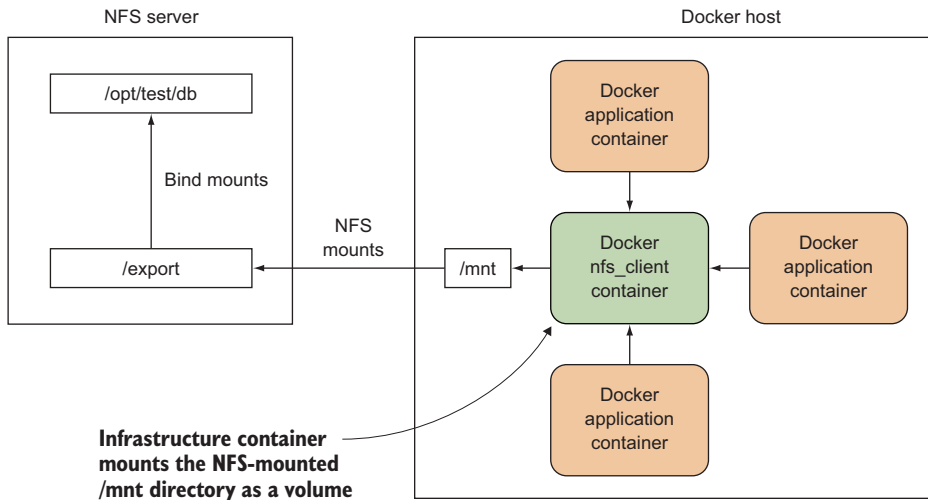 NFS server
Docker host
/opt/test/db
Bind mounts
/export
NFS
mounts
/mnt
Docker
application
container
Docker
nfs_client
container
Docker
application
container
Docker
application
container
Infrastructure container
mounts the NFS-mounted
/mnt directory as a volume